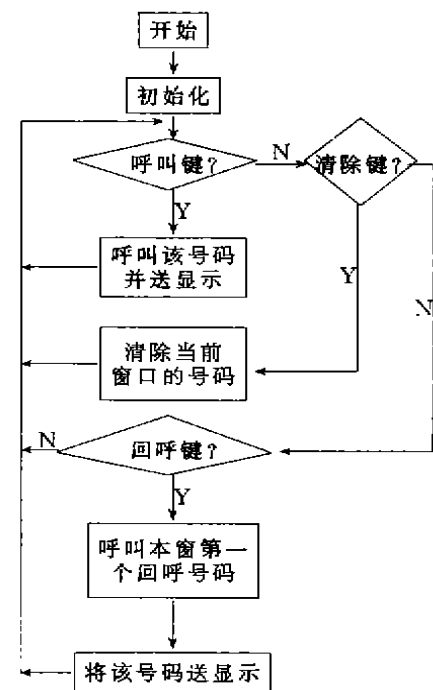 开始
初始化
呼叫键?
N
清除键?
Y
呼叫该号码
并送显示
Y
N
清除当前
窗口的号码
N
回呼键?
Y
呼叫本窗第一
个回呼号码
将该号码送显示